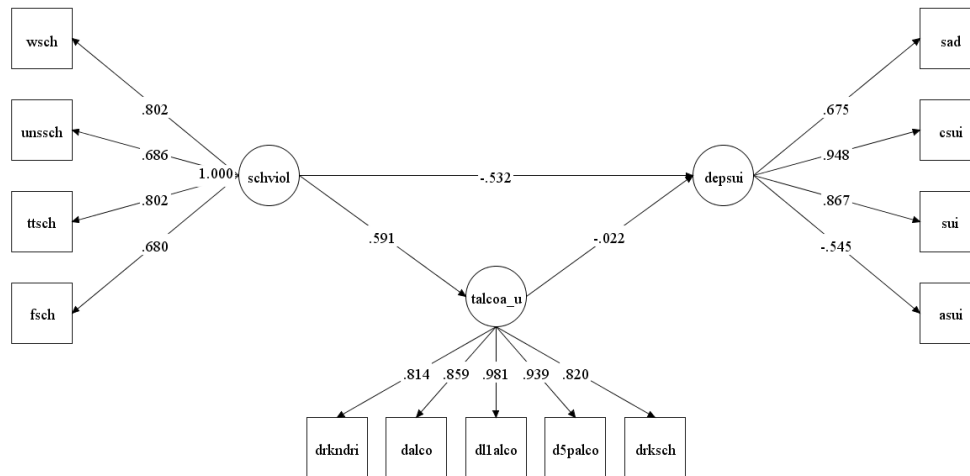 wsch
sad
.802
.675
unssch
csui
.686
.948
1.000
schviol
-.532
depsui
.802
.867
ttsch
sui
.680
.591
-.022
-.545
fsch
talcoa_u
asui
.814
.859
.981
.939
.820
drkndri
dalco
dl1alco
d5palco
drksch